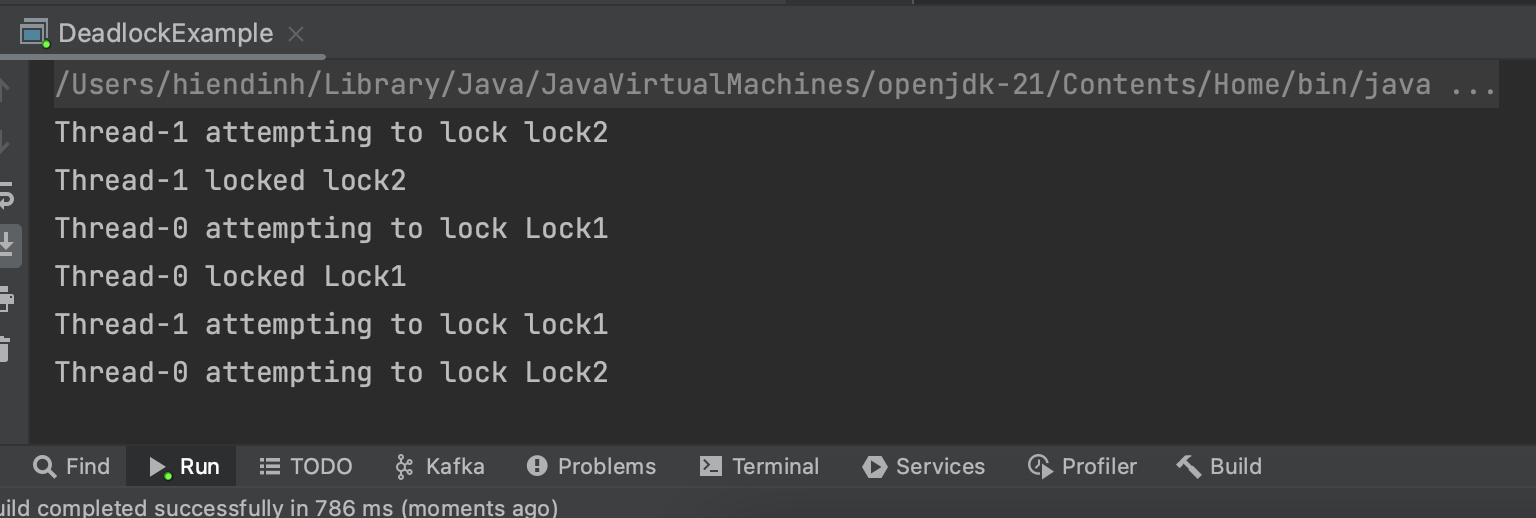 DeadlockExample
/Users/hiendinh/Library/Java/JavaVirtualMachines/openjdk-21/Contents/Home/bin/java ...
Thread-1 attempting to lock lock2
Thread-1 locked lock2
Thread-0 attempting to lock Lock1
Thread-0 locked Lock1
Thread-1 attempting to lock lock1
Thread-0 attempting to lock Lock2
Find Run TODO Kafka Problems Terminal Services Profiler Build
uild completed successfully in 786 ms (moments ago)